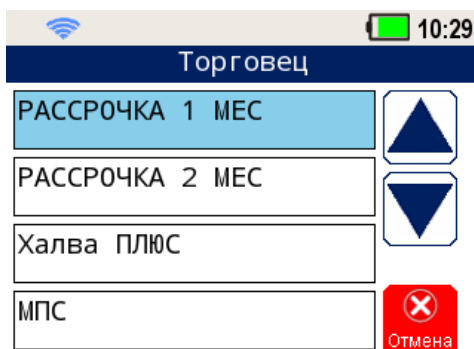 10:29
Торговец
РАССРОЧКА 1 МЕС
РАССРОЧКА 2 МЕС
Халва ПЛЮС
МПС
Отмена